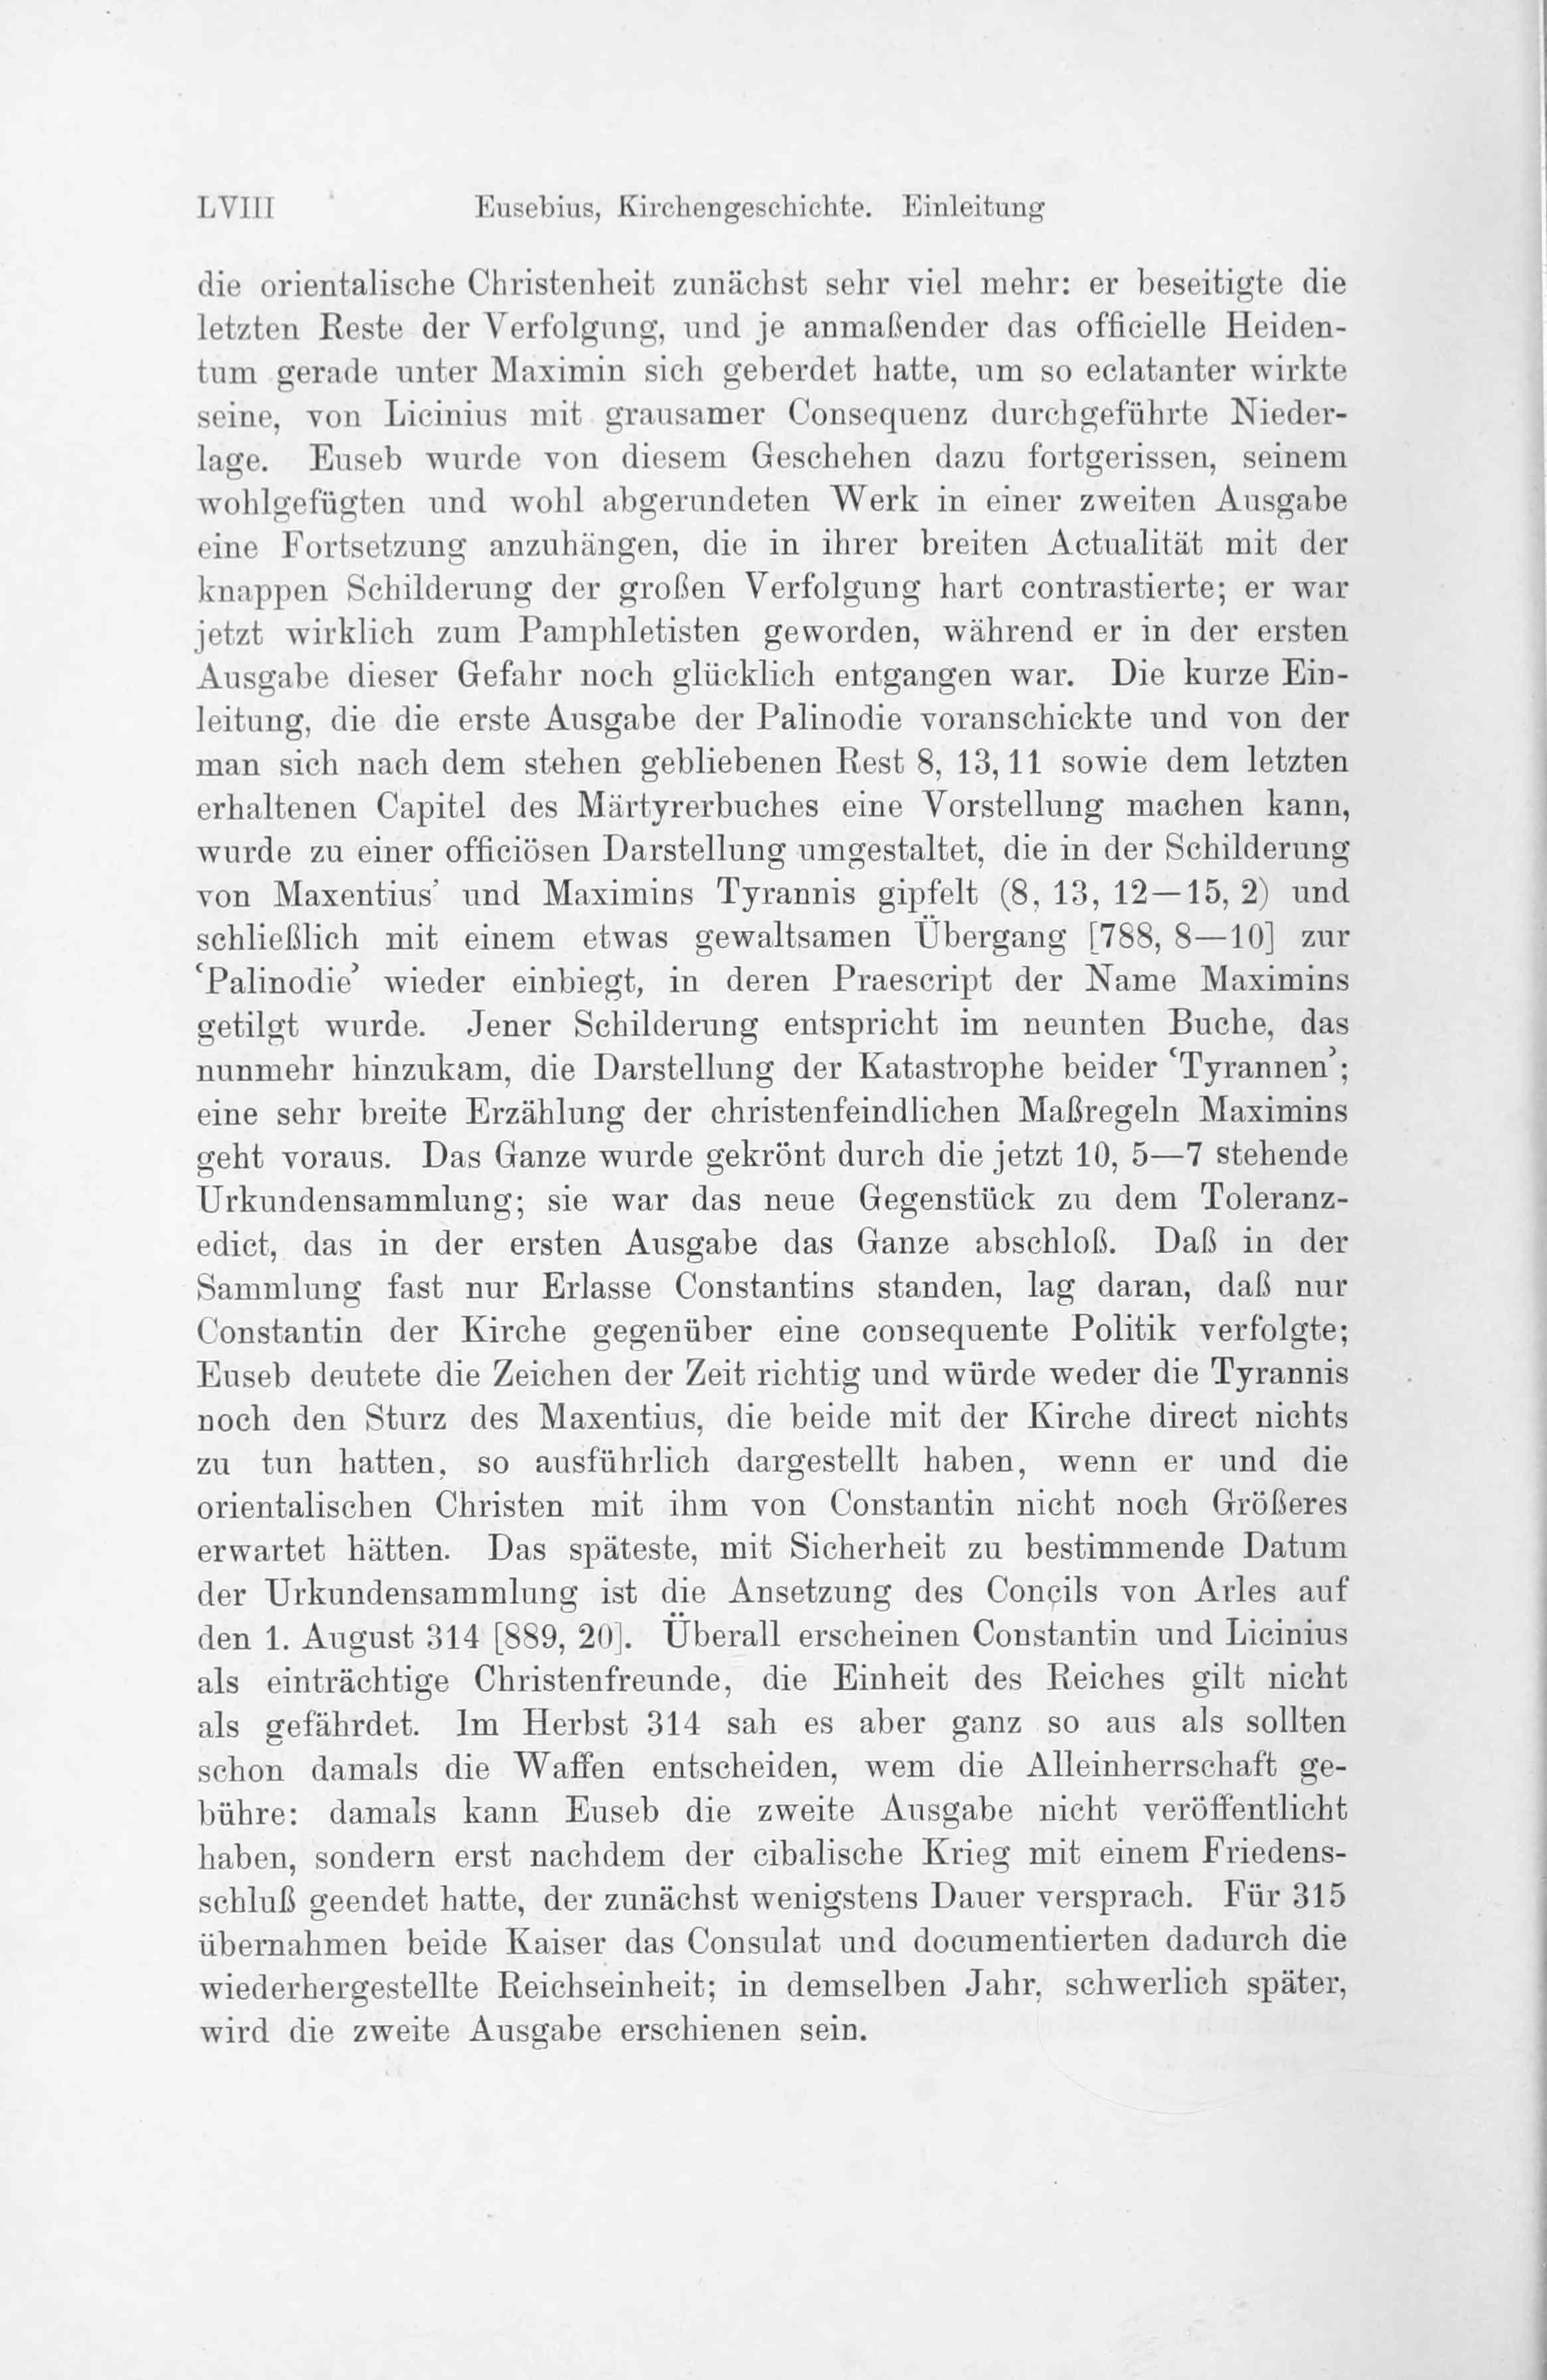 LVIII Eusebius, Kirchengeschichte. Einleitung
die orientalische Christenheit zunächst sehr viel mehr: er beseitigte die
letzten Reste der Verfolgung, und je anmaßender das officielle Heiden-
tum gerade unter Maximin sich geberdet hatte, um so eclatanter wirkte
seine, von Licinius mit grausamer Consequenz durchgeführte Nieder-
lage. Euseb wurde von diesem Geschehen dazu fortgerissen, seinem
wohlgefügten und wohl abgerundeten Werk in einer zweiten Ausgabe
eine Fortsetzung anzuhängen, die in ihrer breiten Actualität mit der
knappen Schilderung der großen Verfolgung hart contrastierte; er war
jetzt wirklich zum Pamphletisten geworden, während er in der ersten
Ausgabe dieser Gefahr noch glücklich entgangen war. Die kurze Ein-
leitung, die die erste Ausgabe der Palinodie voranschickte und von der
man sich nach dem stehen gebliebenen Rest 8, 13, 11 sowie dem letzten
erhaltenen Capitel des Märtyrerbuches eine Vorstellung machen kann,
wurde zu einer officiösen Darstellung umgestaltet, die in der Schilderung
von Maxentius' und Maximins Tyrannis gipfelt (8, 13, 12—15, 2) und
schließlich mit einem etwas gewaltsamen Übergang [788, 8—10] zur
‘Palinodie’ wieder einbiegt, in deren Praescript der Name Maximins
getilgt wurde. Jener Schilderung entspricht im neunten Buche, das
nunmehr hinzukam, die Darstellung der Katastrophe beider ‘Tyrannen’;
eine sehr breite Erzählung der christenfeindlichen Maßregeln Maximins
geht voraus. Das Ganze wurde gekrönt durch die jetzt 10, 5—7 stehende
Urkundensammlung; sie war das neue Gegenstück zu dem Toleranz-
edict, das in der ersten Ausgabe das Ganze abschloß. Daß in der
Sammlung fast nur Erlasse Constantins standen, lag daran, daß nur
Constantin der Kirche gegenüber eine consequente Politik verfolgte;
Euseb deutete die Zeichen der Zeit richtig und würde weder die Tyrannis
noch den Sturz des Maxentius, die beide mit der Kirche direct nichts
zu tun hatten, so ausführlich dargestellt haben, wenn er und die
orientalischen Christen mit ihm von Constantin nicht noch Größeres
erwartet hätten. Das späteste, mit Sicherheit zu bestimmende Datum
der Urkundensammlung ist die Ansetzung des Concils von Arles auf
den 1. August 314 [889, 20]. Überall erscheinen Constantin und Licinius
als einträchtige Christenfreunde, die Einheit des Reiches gilt nicht
als gefährdet. Im Herbst 314 sah es aber ganz so aus als sollten
schon damals die Waffen entscheiden, wem die Alleinherrschaft ge-
bühre: damals kann Euseb die zweite Ausgabe nicht veröffentlicht
haben, sondern erst nachdem der cibalische Krieg mit einem Friedens-
schluß geendet hatte, der zunächst wenigstens Dauer versprach. Für 315
übernahmen beide Kaiser das Consulat und documentierten dadurch die
wiederhergestellte Reichseinheit; in demselben Jahr, schwerlich später,
wird die zweite Ausgabe erschienen sein.